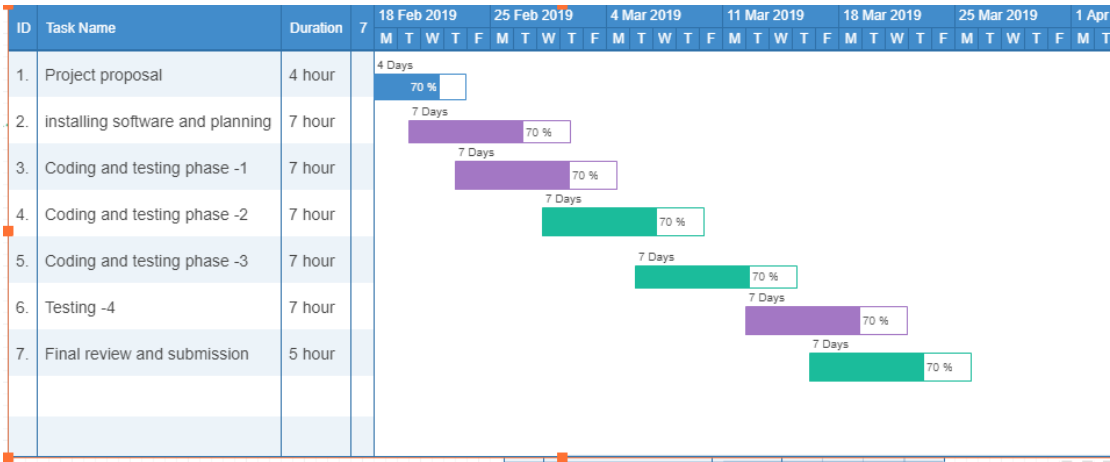 ID Task Name Duration 7 18 Feb 2019 25 Feb 2019 4 Mar 2019 11 Mar 2019 18 Mar 2019 25 Mar 2019 1 Apr
M T W T F M T W T F M T W T F M T W T F M T W T F M T W T F M T
4 Days
1. Project proposal 4 hour 70 %
7 Days
2. installing software and planning 7 hour 70 %
7 Days
3. Coding and testing phase -1 7 hour 70 %
7 Days
4. Coding and testing phase -2 7 hour 70 %
7 Days
5. Coding and testing phase -3 7 hour 70 %
7 Days
6. Testing -4 7 hour 70 %
7 Days
7. Final review and submission 5 hour 70 %